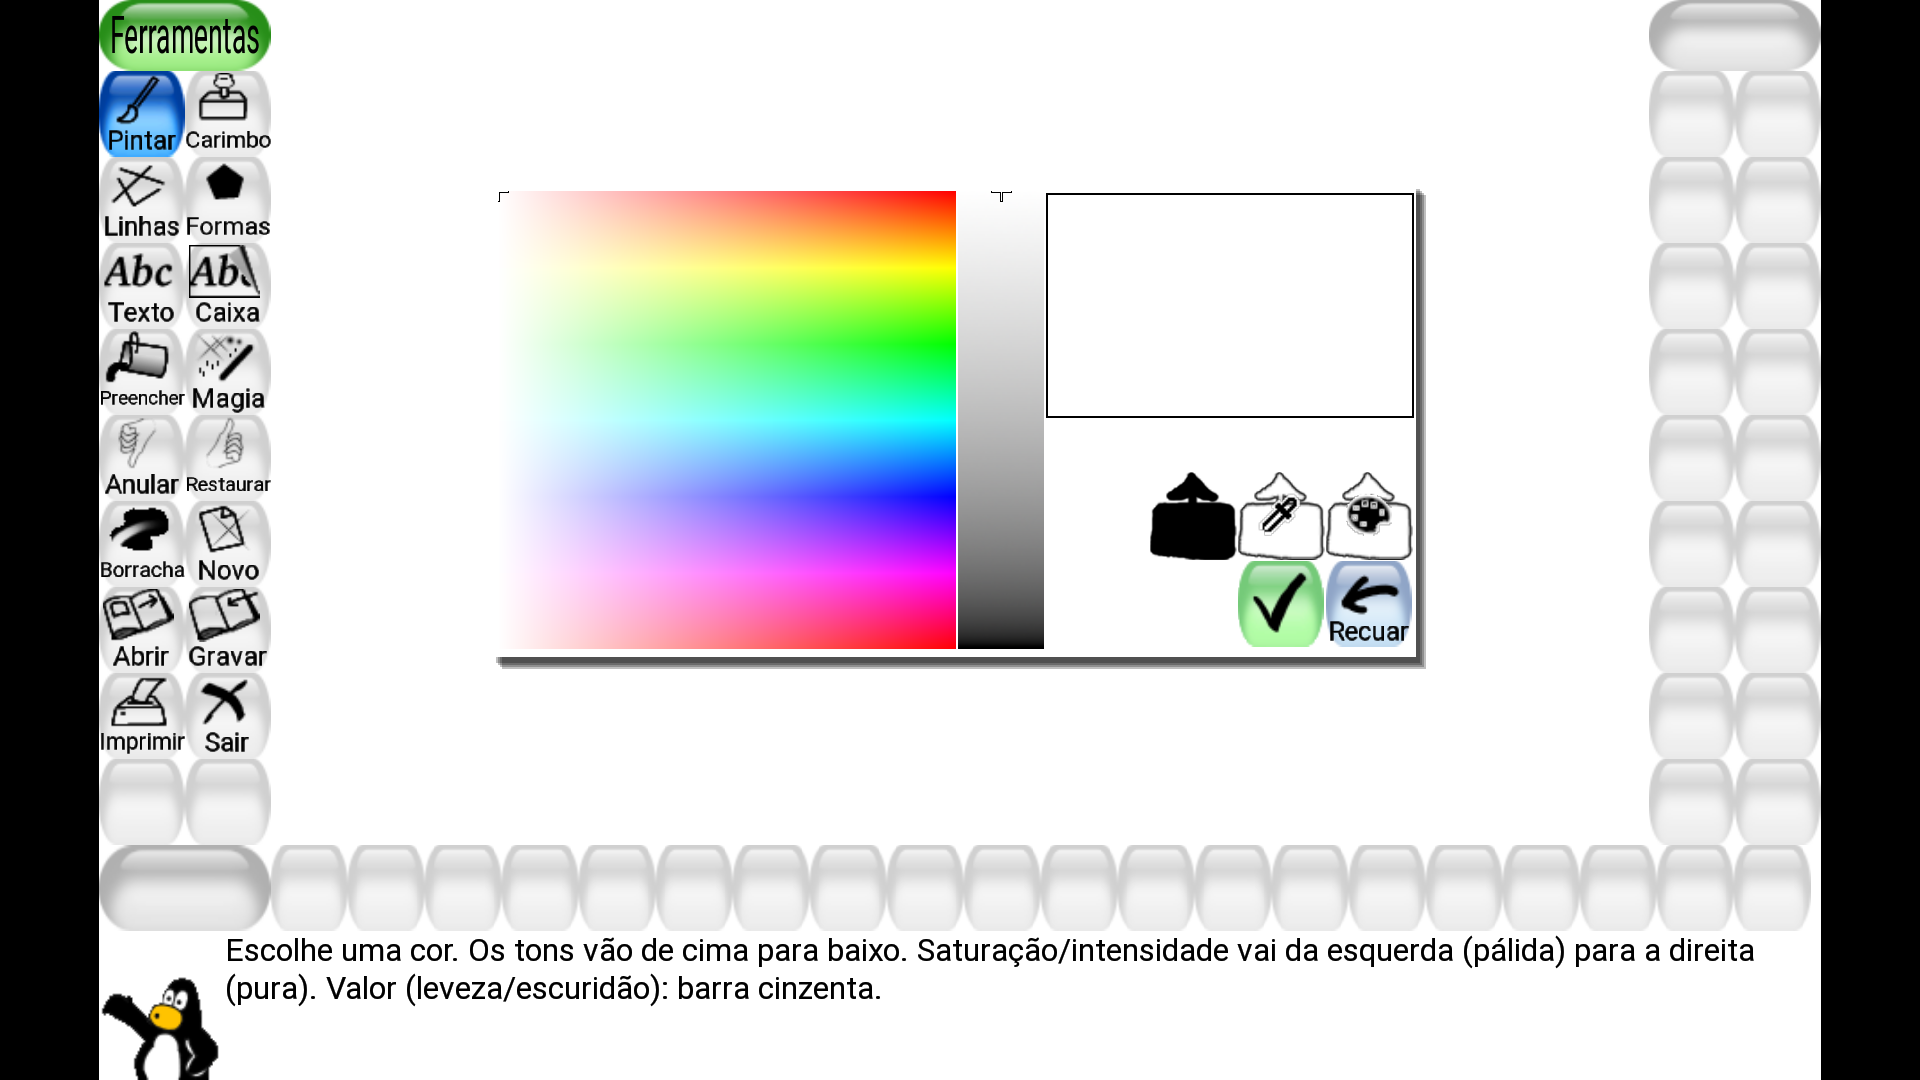 Ferramentas
Pintar Carimbo
Linhas Formas
Abc Abc
Texto Caixa
Preencher Magia
Anular Restaurar
Borracha Novo
Abrir Gravar
Imprimir Sair
Recuar
Escolhe uma cor. Os tons vão de cima para baixo. Saturação/intensidade vai da esquerda (pálida) para a direita
(pura). Valor (leveza/escuridão): barra cinzenta.